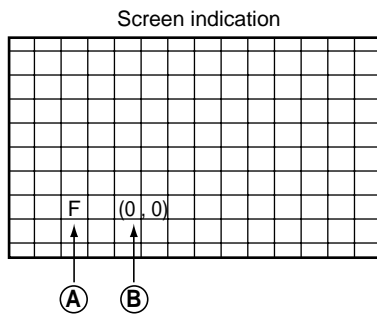 Screen indication
F (0 , 0)
A B